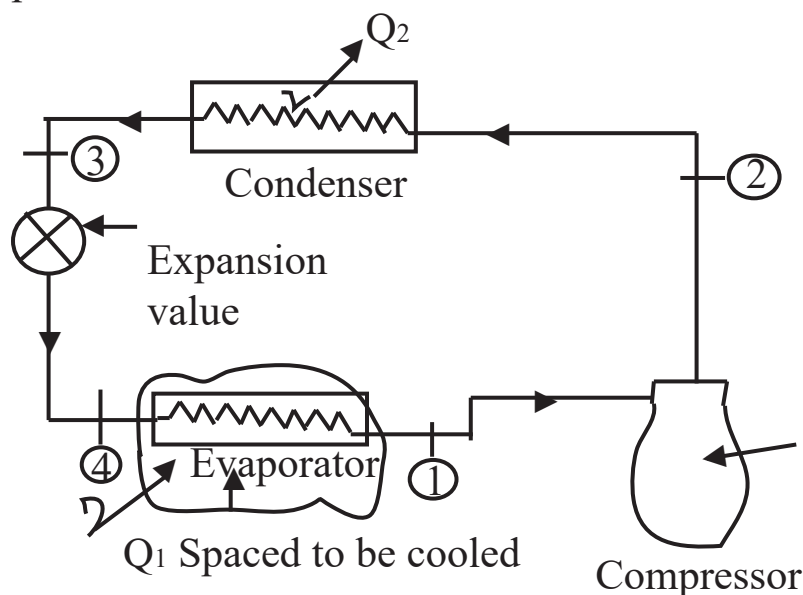 Q2
Condenser
3
2
Expansion
value
4
Evaporator
1
Q1 Spaced to be cooled
Compressor